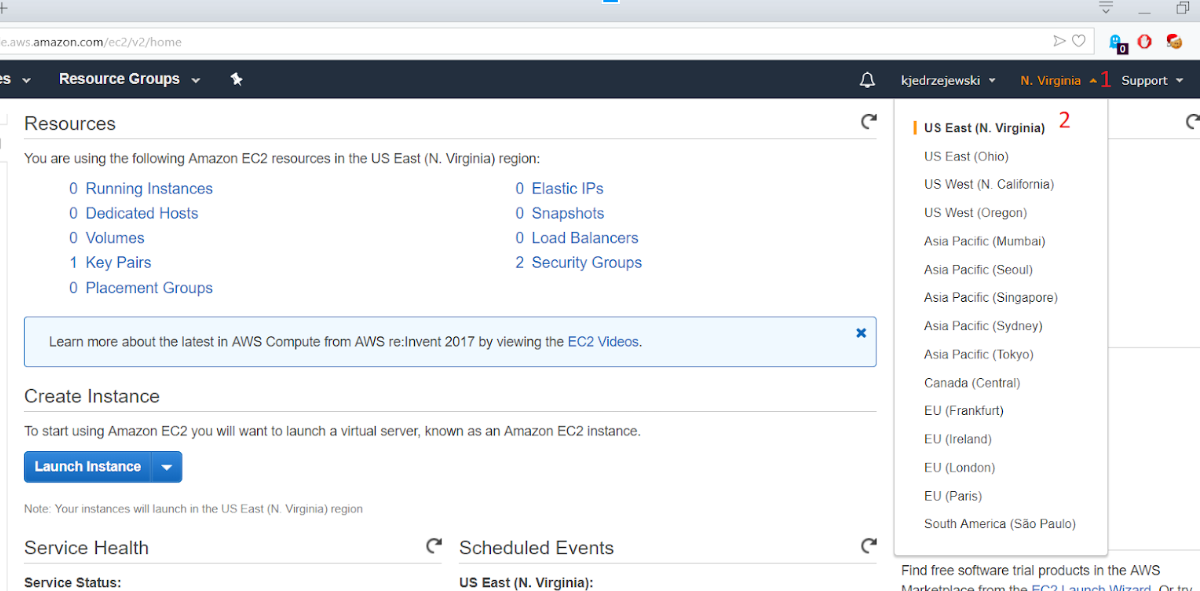 e.aws.amazon.com/ec2/v2/home
0
es Resource Groups kjedrzejewski N. Virginia 1 Support
Resources
You are using the following Amazon EC2 resources in the US East (N. Virginia) region:
0 Running Instances 0 Elastic IPs
0 Dedicated Hosts 0 Snapshots
0 Volumes 0 Load Balancers
1 Key Pairs 2 Security Groups
0 Placement Groups
Learn more about the latest in AWS Compute from AWS re:Invent 2017 by viewing the EC2 Videos.
Create Instance
To start using Amazon EC2 you will want to launch a virtual server, known as an Amazon EC2 instance.
Launch Instance
Note: Your instances will launch in the US East (N. Virginia) region
Service Health Scheduled Events
Service Status: US East (N. Virginia):
US East (N. Virginia) 2
US East (Ohio)
US West (N. California)
US West (Oregon)
Asia Pacific (Mumbai)
Asia Pacific (Seoul)
Asia Pacific (Singapore)
Asia Pacific (Sydney)
Asia Pacific (Tokyo)
Canada (Central)
EU (Frankfurt)
EU (Ireland)
EU (London)
EU (Paris)
South America (São Paulo)
Find free software trial products in the AWS
Marketplace from the EC2 Launch Wizard. Or try